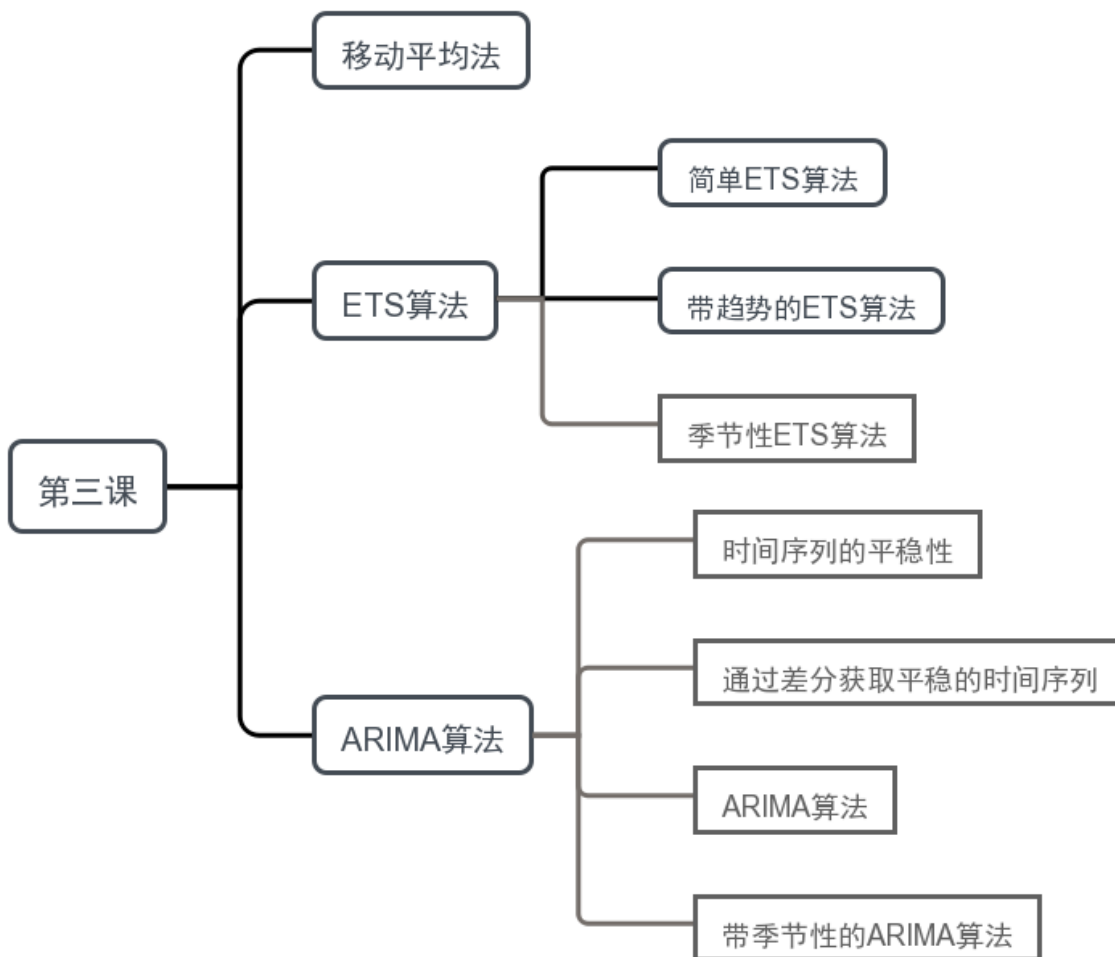 移动平均法
简单ETS算法
ETS算法
带趋势的ETS算法
季节性ETS算法
第三课
时间序列的平稳性
通过差分获取平稳的时间序列
ARIMA算法
ARIMA算法
带季节性的ARIMA算法